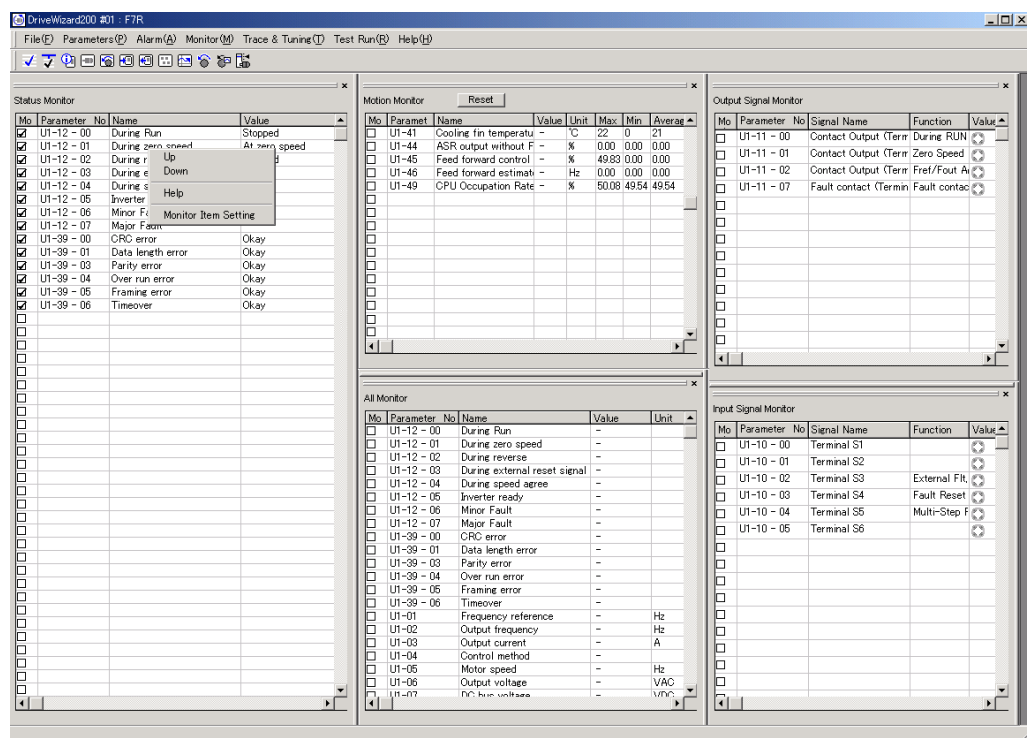 DriveWizard200 #01 : F7R
File(F) Parameters(P) Alarm(A) Monitor(M) Trace & Tuning(T) Test Run(R) Help(H)
Status Monitor
Mo Parameter No Name Value
U1-12 - 00 During Run Stopped
U1-12 - 01 During zero speed At zero speed
U1-12 - 02 During r
U1-12 - 03 During e
U1-12 - 04 During s
U1-12 - 05 Inverter
U1-12 - 06 Minor Fa
U1-12 - 07 Major Fault
U1-39 - 00 CRC error Okay
U1-39 - 01 Data length error Okay
U1-39 - 03 Parity error Okay
U1-39 - 04 Over run error Okay
U1-39 - 05 Framing error Okay
U1-39 - 06 Timeover Okay
Up
Down
Help
Monitor Item Setting
Motion Monitor Reset
Mo Paramet Name Value Unit Max Min Averag
U1-41 Cooling fin temperatu - °C 22 0 21
U1-44 ASR output without F - % 0.00 0.00 0.00
U1-45 Feed forward control - % 49.83 0.00 0.00
U1-46 Feed forward estimat - Hz 0.00 0.00 0.00
U1-49 CPU Occupation Rate - % 50.08 49.54 49.54
All Monitor
Mo Parameter No Name Value Unit
U1-12 - 00 During Run -
U1-12 - 01 During zero speed -
U1-12 - 02 During reverse -
U1-12 - 03 During external reset signal -
U1-12 - 04 During speed agree -
U1-12 - 05 Inverter ready -
U1-12 - 06 Minor Fault -
U1-12 - 07 Major Fault -
U1-39 - 00 CRC error -
U1-39 - 01 Data length error -
U1-39 - 03 Parity error -
U1-39 - 04 Over run error -
U1-39 - 05 Framing error -
U1-39 - 06 Timeover -
U1-01 Frequency reference - Hz
U1-02 Output frequency - Hz
U1-03 Output current - A
U1-04 Control method -
U1-05 Motor speed - Hz
U1-06 Output voltage - VAC
U1-07 DC bus voltage - VDC
Output Signal Monitor
Mo Parameter No Signal Name Function Value
U1-11 - 00 Contact Output (Term During RUN
U1-11 - 01 Contact Output (Term Zero Speed
U1-11 - 02 Contact Output (Term Fref/Fout A
U1-11 - 07 Fault contact (Termin Fault contac
Input Signal Monitor
Mo Parameter No Signal Name Function Value
U1-10 - 00 Terminal S1
U1-10 - 01 Terminal S2
U1-10 - 02 Terminal S3 External Flt,
U1-10 - 03 Terminal S4 Fault Reset
U1-10 - 04 Terminal S5 Multi-Step F
U1-10 - 05 Terminal S6